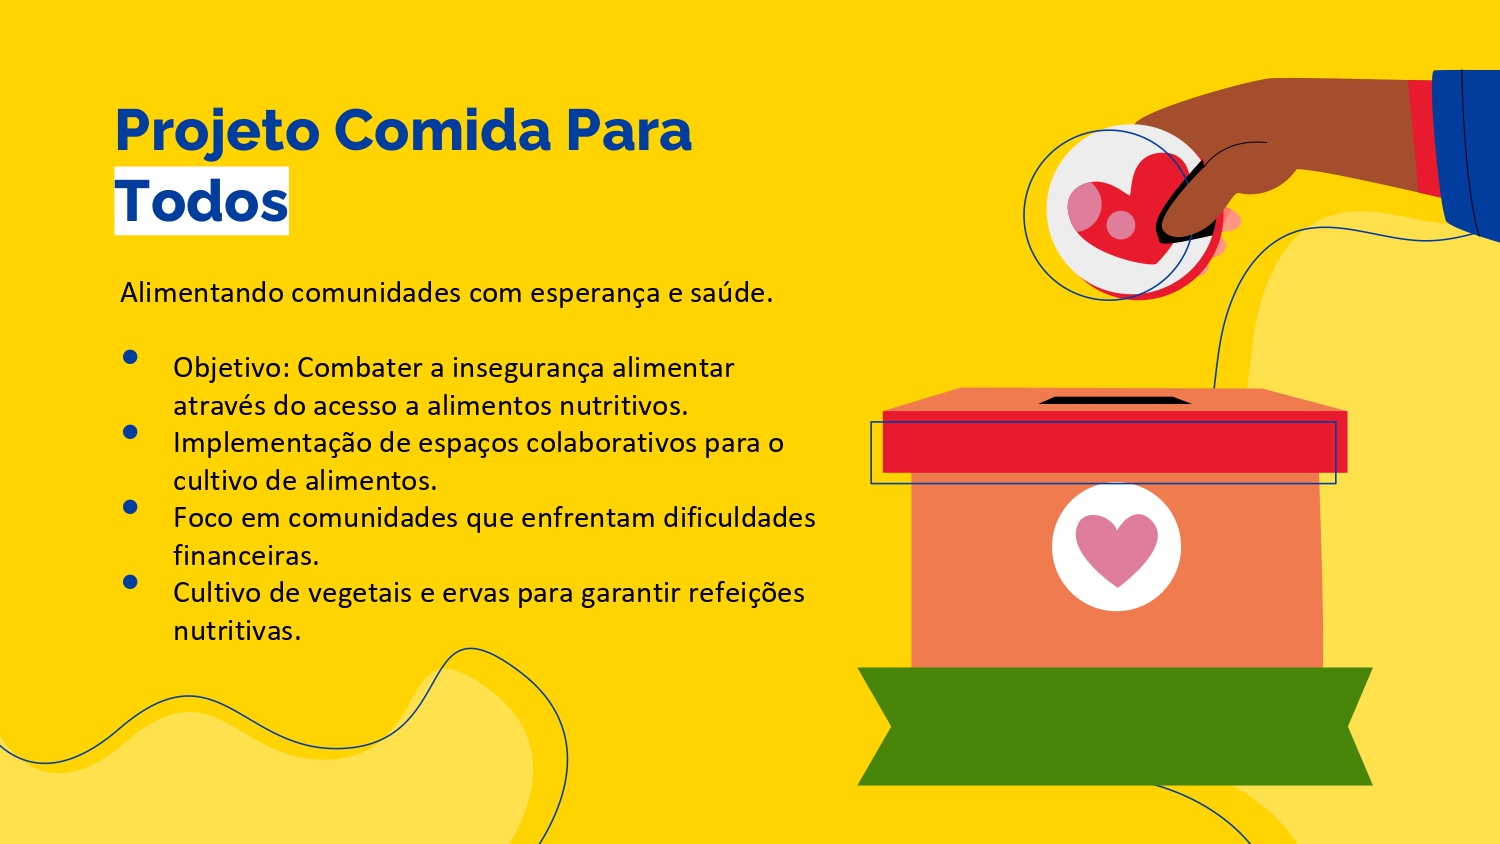 Projeto Comida Para
Todos
Alimentando comunidades com esperança e saúde.
• Objetivo: Combater a insegurança alimentar
através do acesso a alimentos nutritivos.
• Implementação de espaços colaborativos para o
cultivo de alimentos.
• Foco em comunidades que enfrentam dificuldades
financeiras.
• Cultivo de vegetais e ervas para garantir refeições
nutritivas.